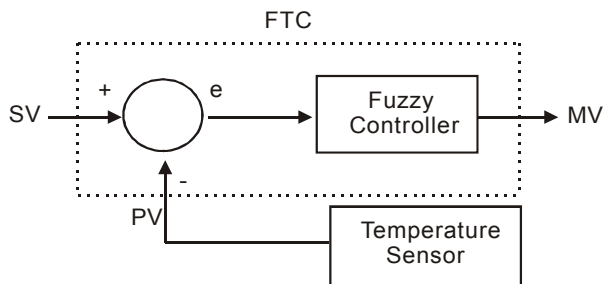 FTC
SV
+
e
Fuzzy
Controller
MV
-
PV
Temperature
Sensor